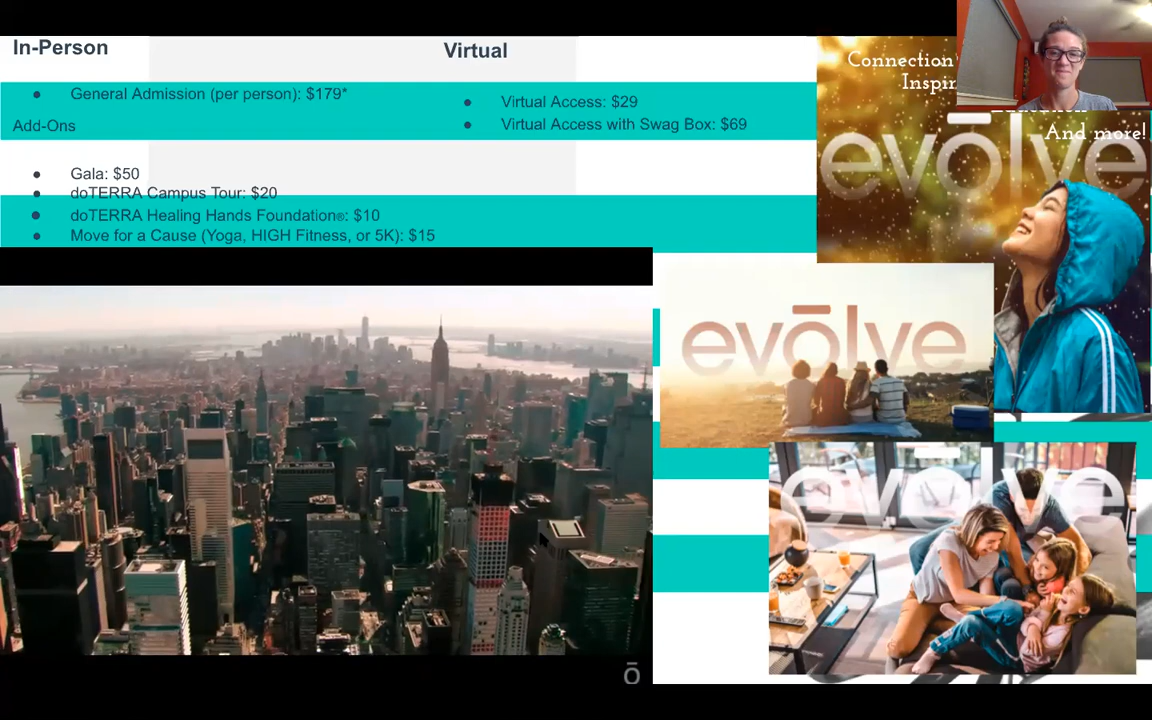 In-Person
General Admission (per person): $179*
Add-Ons
Gala: $50
doTERRA Campus Tour: $20
doTERRA Healing Hands Foundation®: $10
Move for a Cause (Yoga, HIGH Fitness, or 5K): $15
Virtual
Virtual Access: $29
Virtual Access with Swag Box: $69
Connection
And more!
evōlve
evōlve
evōlve
ō